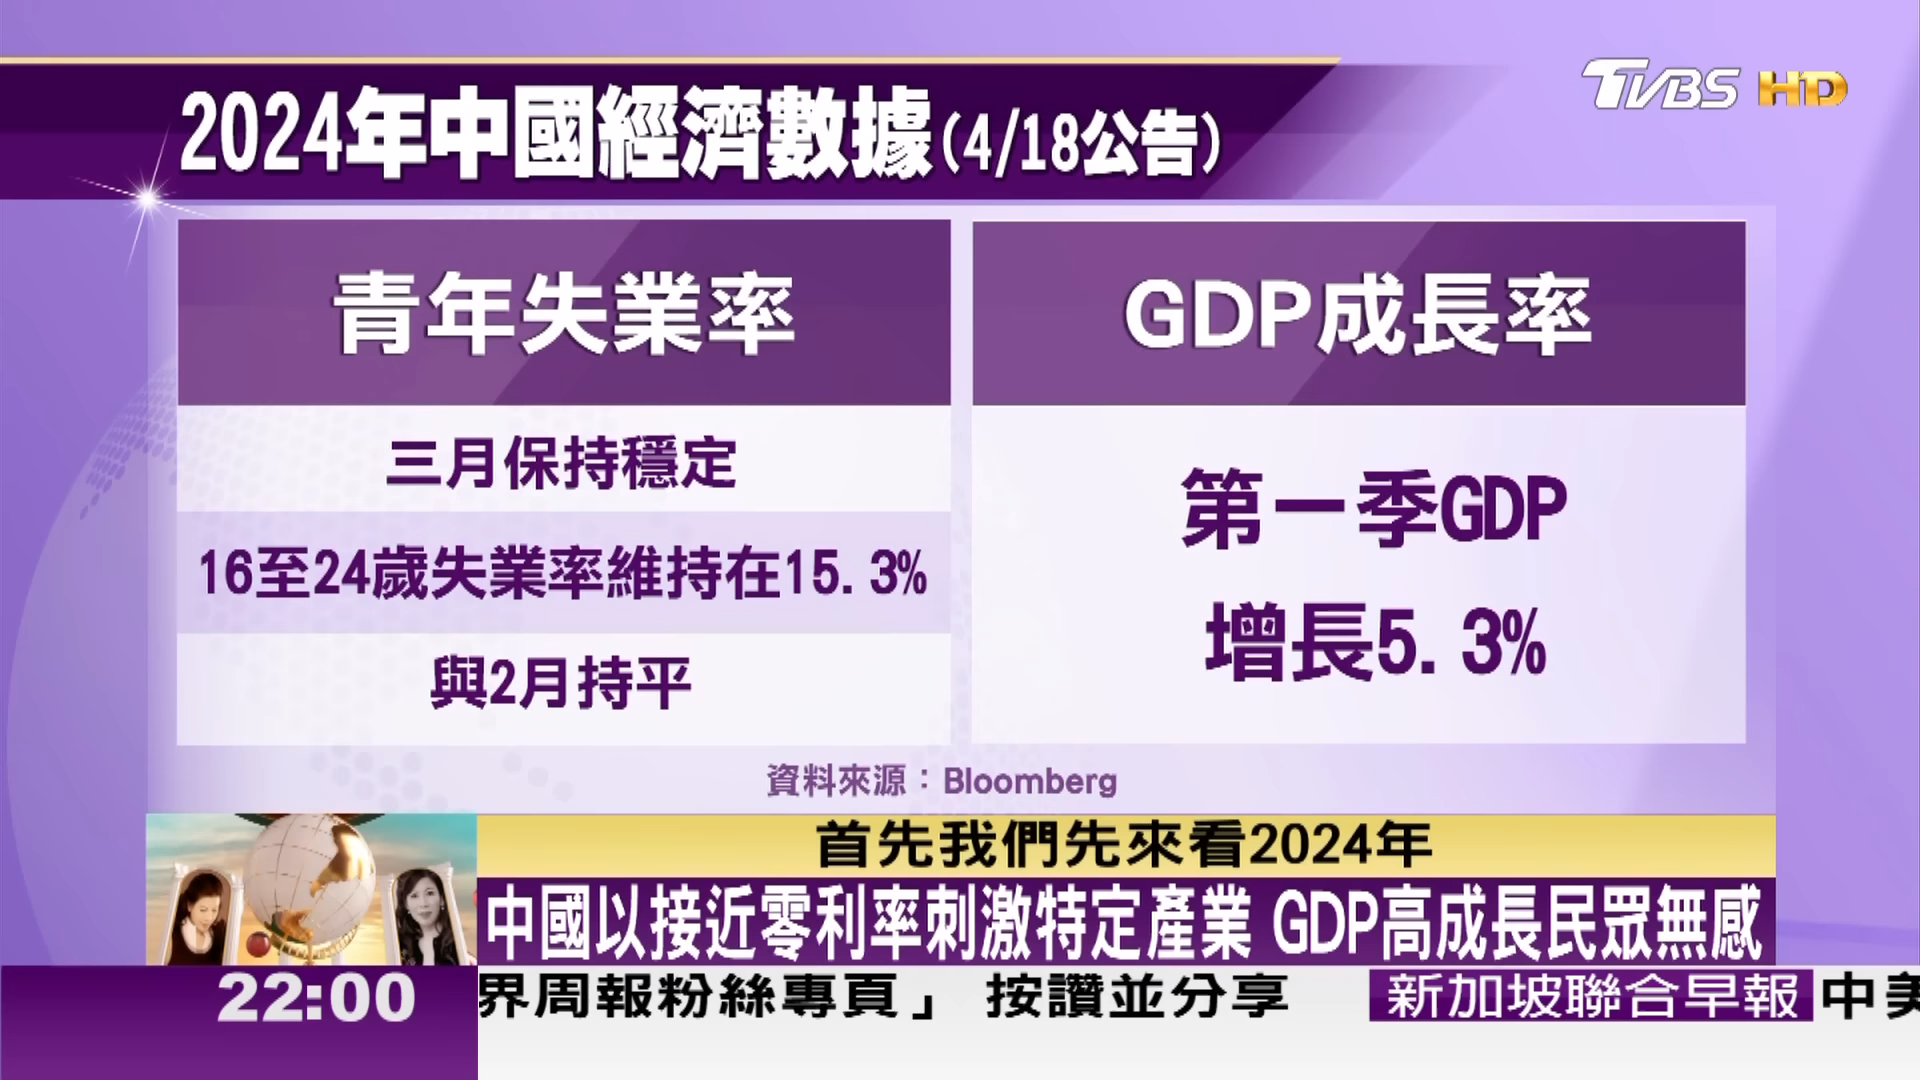 2024年中國經濟數據(4/18公告)
TVBS HD
青年失業率
三月保持穩定
16至24歲失業率維持在15.3%
與2月持平
GDP成長率
第一季GDP
增長5.3%
資料來源：Bloomberg
首先我們先來看2024年
中國以接近零利率刺激特定產業 GDP高成長民眾無感
22:00
界周報粉絲專頁」 按讚並分享 新加坡聯合早報 中美